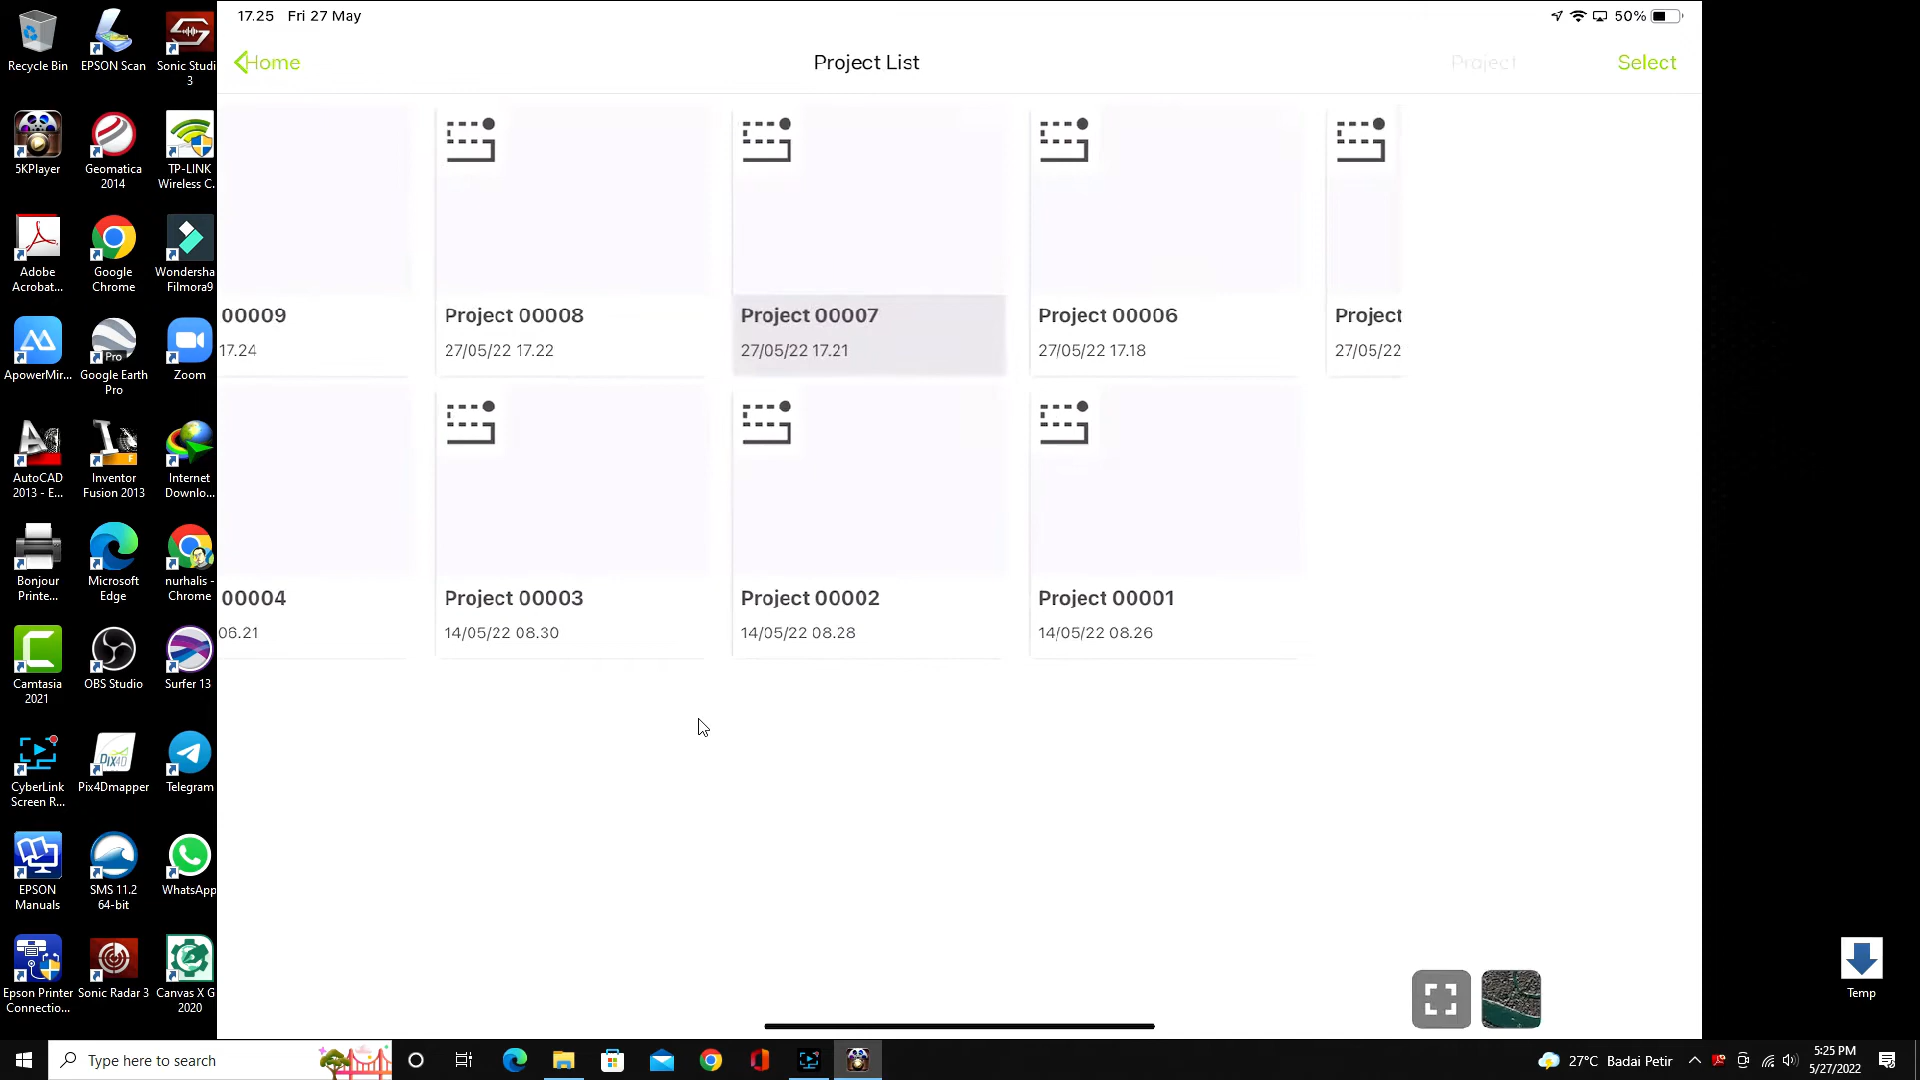 17.25 Fri 27 May
50%
Home
Project List
Project
Select
00009
17.24
Project 00008
27/05/22 17.22
Project 00007
27/05/22 17.21
Project 00006
27/05/22 17.18
Project
27/05/22
00004
06.21
Project 00003
14/05/22 08.30
Project 00002
14/05/22 08.28
Project 00001
14/05/22 08.26
Recycle Bin
EPSON Scan
Sonic Studi
3
5KPlayer
Geomatica
2014
TP-LINK
Wireless C.
Adobe
Acrobat...
Google
Chrome
Wondersha
Filmora9
ApowerMir...
Pro
Google Earth
Pro
Zoom
AutoCAD
2013 - E...
Inventor
Fusion 2013
Internet
Downlo...
Bonjour
Printe...
Microsoft
Edge
nurhalis -
Chrome
Camtasia
2021
OBS Studio
Surfer 13
CyberLink
Screen R...
Pix4D
Pix4Dmapper
Telegram
EPSON
Manuals
SMS 11.2
64-bit
WhatsApp
Epson Printer
Connectio...
Sonic Radar 3
Canvas X G
2020
Temp
Type here to search
27°C Badai Petir
5:25 PM
5/27/2022